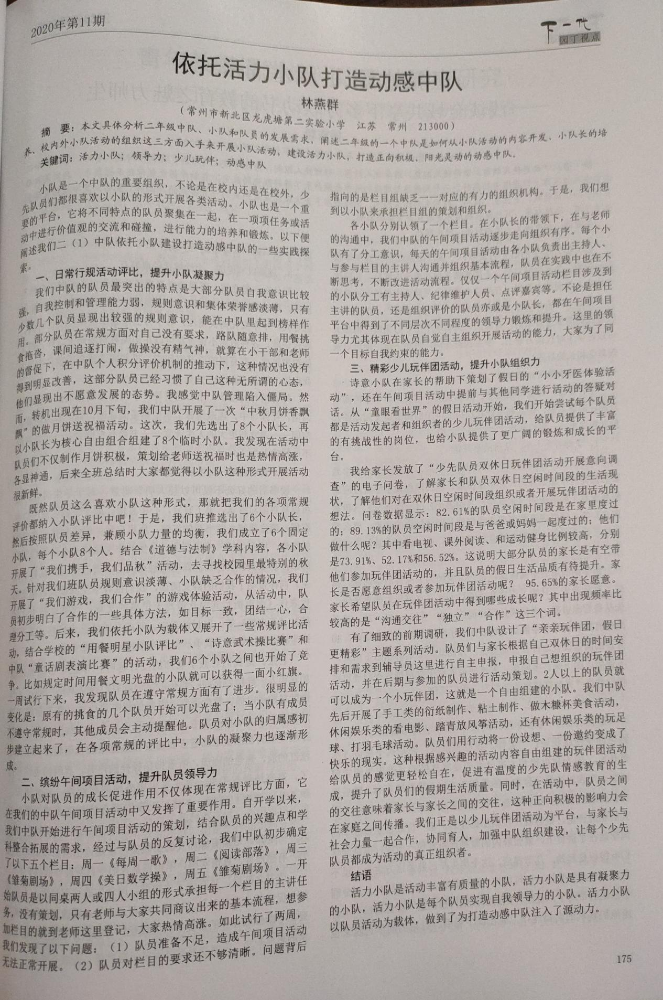 2020年第11期
下一代
园丁视点
依托活力小队打造动感中队
林燕群
（常州市新北区龙虎塘第二实验小学 江苏 常州 213000）
摘 要：本文具体分析二年级中队、小队和队员的发展需求，阐述二年级的一个中队是如何从小队活动的内容开发、小队长的培
养、校内外小队活动的组织这三方面入手来开展小队活动，建设活力小队，打造正向积极、阳光灵动的动感中队。
关键词：活力小队；领导力；少儿玩伴；动感中队
小队是一个中队的重要组织，不论是在校内还是在校外，少
先队员们都很喜欢以小队的形式开展各类活动。小队也是一个重
要的平台，它将不同特点的队员聚集在一起，在一项项任务或活
动中进行价值观的交流和碰撞，进行能力的培养和锻炼。以下便
阐述我们二（1）中队依托小队建设打造动感中队的一些实践探
索。
一、日常行规活动评比，提升小队凝聚力
我们中队的队员最突出的特点是大部分队员自我意识比较
强，自我控制和管理能力弱，规则意识和集体荣誉感淡薄，只有
少数几个队员显现出较强的规则意识，能在中队里起到榜样作
用。部分队员在常规方面对自己没有要求，路队随意排，用餐挑
食拖沓，课间追逐打闹，做操没有精气神，就算在小干部和老师
的督促下，在中队个人积分评价机制的推动下，这种情况也没有
得到明显改善，这部分队员已经习惯了自己这种无所谓的心态，
他们显现出不愿意发展的态势。我感觉中队管理陷入僵局。然
而，转机出现在10月下旬，我们中队开展了一次“中秋月饼香飘
飘”的做月饼送祝福活动。这次，我们先选出了8个小队长，再
以小队长为核心自由组合组建了8个临时小队。我发现在活动中
队员们不仅制作月饼积极，策划给老师送祝福时也是热情高涨，
各显神通，后来全班总结时大家都觉得以小队这种形式开展活动
很新鲜。
既然队员这么喜欢小队这种形式，那就把我们的各项常规
评价都纳入小队评比中吧！于是，我们班推选出了6个小队长，
然后按照队员差异，兼顾小队力量的均衡，我们成立了6个固定
小队，每个小队8个人。结合《道德与法制》学科内容，各小队
开展了“我们携手，我们品秋”活动，去寻找校园里最特别的秋
天。针对我们班队员规则意识淡薄、小队缺乏合作的情况，我们
开展了“我们游戏，我们合作”的游戏体验活动，从活动中，队
员初步明白了合作的一些具体方法，如目标一致，团结一心，合
理分工等。后来，我们依托小队为载体又展开了一些常规评比活
动，结合学校的“用餐明星小队评比”、“诗意武术操比赛”和
中队“童话剧表演比赛”的活动，我们6个小队之间也开始了竞
争。比如规定时间用餐文明光盘的小队就可以获得一面小红旗。
一周试行下来，我发现队员在遵守常规方面有了进步。很明显的
变化是：原有的挑食的几个队员开始可以光盘了；当小队有成员
不遵守常规时，其他成员会主动提醒他。队员对小队的归属感初
步建立起来了，在各项常规的评比中，小队的凝聚力也逐渐形
成。
二、缤纷午间项目活动，提升队员领导力
小队对队员的成长促进作用不仅体现在常规评比方面，它
在我们的中队午间项目活动中又发挥了重要作用。自开学以来，
我们中队开始进行午间项目活动的策划，结合队员的兴趣点和学
科整合拓展的需求，经过与队员的反复讨论，我们中队初步确定
了以下五个栏目：周一《每周一歌》，周二《阅读部落》，周三
《雏菊剧场》，周四《美日数学操》，周五《雏菊剧场》。一开
始队员是以同桌两人或四人小组的形式承担每一个栏目的主讲任
务，没有策划，只有老师与大家共同商议出来的基本流程，想参
加栏目的就到老师这里登记，大家热情高涨。如此试行了两周，
我们发现了以下问题：（1）队员准备不足，造成午间项目活动
无法正常开展。（2）队员对栏目的要求还不够清晰。问题背后
指向的是栏目组缺乏一一对应的有力的组织机构。于是，我们想
到以小队来承担栏目组的策划和组织。
各小队分别认领了一个栏目。在小队长的带领下，在与老师
的沟通中，我们中队的午间项目活动逐步走向组织有序。每个小
队有了分工意识，每天的午间项目活动由各小队负责出主持人、
与参与栏目的主讲人沟通并组织基本流程，队员在实践中也在不
断思考，不断改进活动流程。仅仅一个午间项目活动栏目涉及到
的小队分工有主持人、纪律维护人员、点评嘉宾等。不论是担任
主讲的队员，还是组织评价的队员亦或是小队长，都在午间项目
平台中得到了不同层次不同程度的领导力锻炼和提升。这里的领
导力尤其体现在队员自觉自主组织开展活动的能力，大家为了同
一个目标自我约束的能力。
三、精彩少儿玩伴团活动，提升小队组织力
诗意小队在家长的帮助下策划了假日的“小小牙医体验活
动”，还在午间项目活动中提前与其他同学进行活动的答疑对
话。从“童眼看世界”的假日活动开始，我们开始尝试每个队员
都是活动发起者和组织者的少儿玩伴团活动，给队员提供了丰富
的有挑战性的岗位，也给小队提供了更广阔的锻炼和成长的平
台。
我给家长发放了“少先队员双休日玩伴团活动开展意向调
查”的电子问卷，了解家长和队员双休日空闲时间段的生活现
状，了解他们对在双休日空闲时间段组织或者开展玩伴团活动的
想法。问卷数据显示：82.61%的队员空闲时间段是在家里度过
的；89.13%的队员空闲时间段是与爸爸或妈妈一起度过的；他们
做什么呢？其中看电视、课外阅读、和运动健身比例较高，分别
是73.91%、52.17%和56.52%。这说明大部分队员的家长是有空带
他们参加玩伴团活动的，并且队员的假日生活品质有待提升。家
长是否愿意组织或者参加玩伴团活动呢？ 95.65%的家长愿意。
家长希望队员在玩伴团活动中得到哪些成长呢？其中出现频率比
较高的是“沟通交往”“独立”“合作”这三个词。
有了细致的前期调研，我们中队设计了“亲亲玩伴团，假日
更精彩”主题系列活动。队员们与家长根据自己双休日的时间安
排和需求到辅导员这里进行自主申报，申报自己想组织的玩伴团
活动，并在后期与参加的队员进行活动策划。2人以上的队员就
可以成为一个小玩伴团，这就是一个自由组建的小队。我们中队
先后开展了手工类的衍纸制作、粘土制作、做木糠杯美食活动，
休闲娱乐类的看电影、踏青放风筝活动，还有休闲娱乐类的玩足
球、打羽毛球活动。队员们用行动将一份设想、一份邀约变成了
快乐的现实。这种根据感兴趣的活动内容自由组建的玩伴团活动
给队员的感觉更轻松自在，促进有温度的少先队情感教育的生
成，提升了队员们的假期生活质量。同时，在活动中，队员之间
的交往意味着家长与家长之间的交往，这种正向积极的影响力会
在家庭之间传播。我们正是以少儿玩伴团活动为平台，与家长与
社会力量一起合作，协同育人，加强中队组织建设，让每个少先
队员都成为活动的真正组织者。
结语
活力小队是活动丰富有质量的小队，活力小队是具有凝聚力
的小队，活力小队是每个队员实现自我领导力的小队。活力小队
以队员活动为载体，做到了为打造动感中队注入了源动力。
175